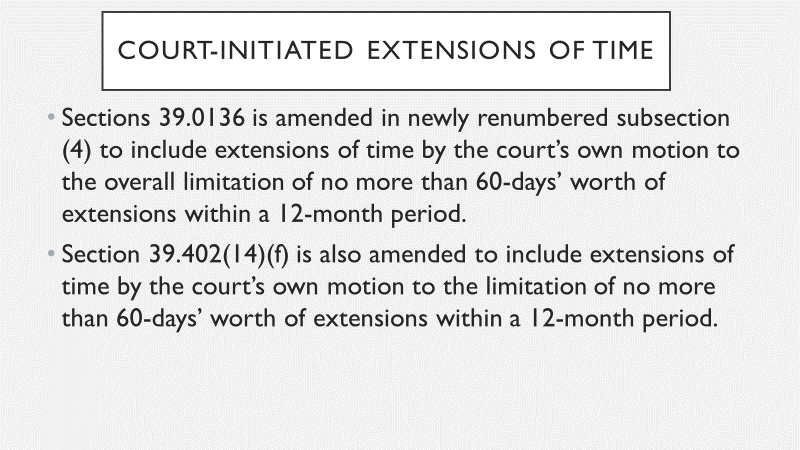 COURT-INITIATED EXTENSIONS OF TIME
• Sections 39.0136 is amended in newly renumbered subsection
(4) to include extensions of time by the court’s own motion to
the overall limitation of no more than 60-days’ worth of
extensions within a 12-month period.
• Section 39.402(14)(f) is also amended to include extensions of
time by the court’s own motion to the limitation of no more
than 60-days’ worth of extensions within a 12-month period.